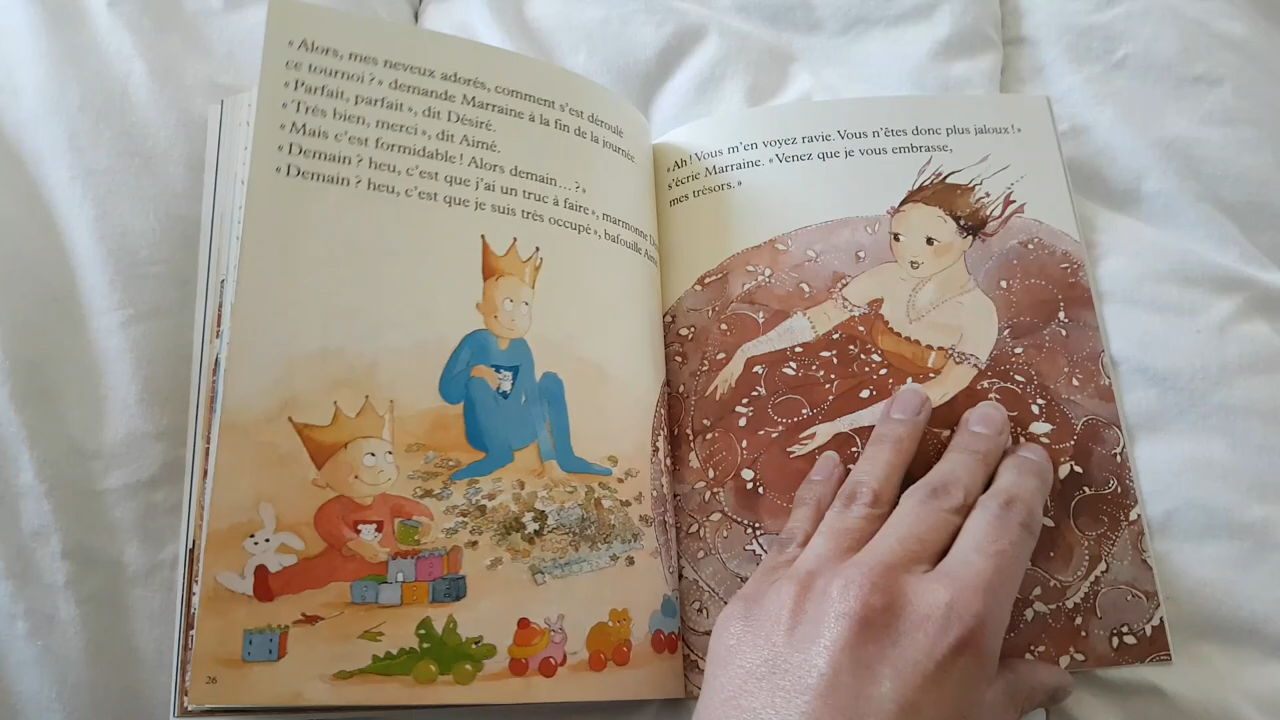 « Alors, mes neveux adorés, comment s'est déroulé
ce tournoi ? » demande Marraine à la fin de la journée.
« Parfait, parfait », dit Désiré.
« Très bien, merci », dit Aimé.
« Mais c'est formidable ! Alors demain... ? »
« Demain ? heu, c'est que j'ai un truc à faire », marmonne
« Demain ? heu, c'est que je suis très occupé », bafouille
26
« Ah ! Vous m'en voyez ravie. Vous n'êtes donc plus jaloux ! »
s'écrie Marraine. « Venez que je vous embrasse,
mes trésors. »